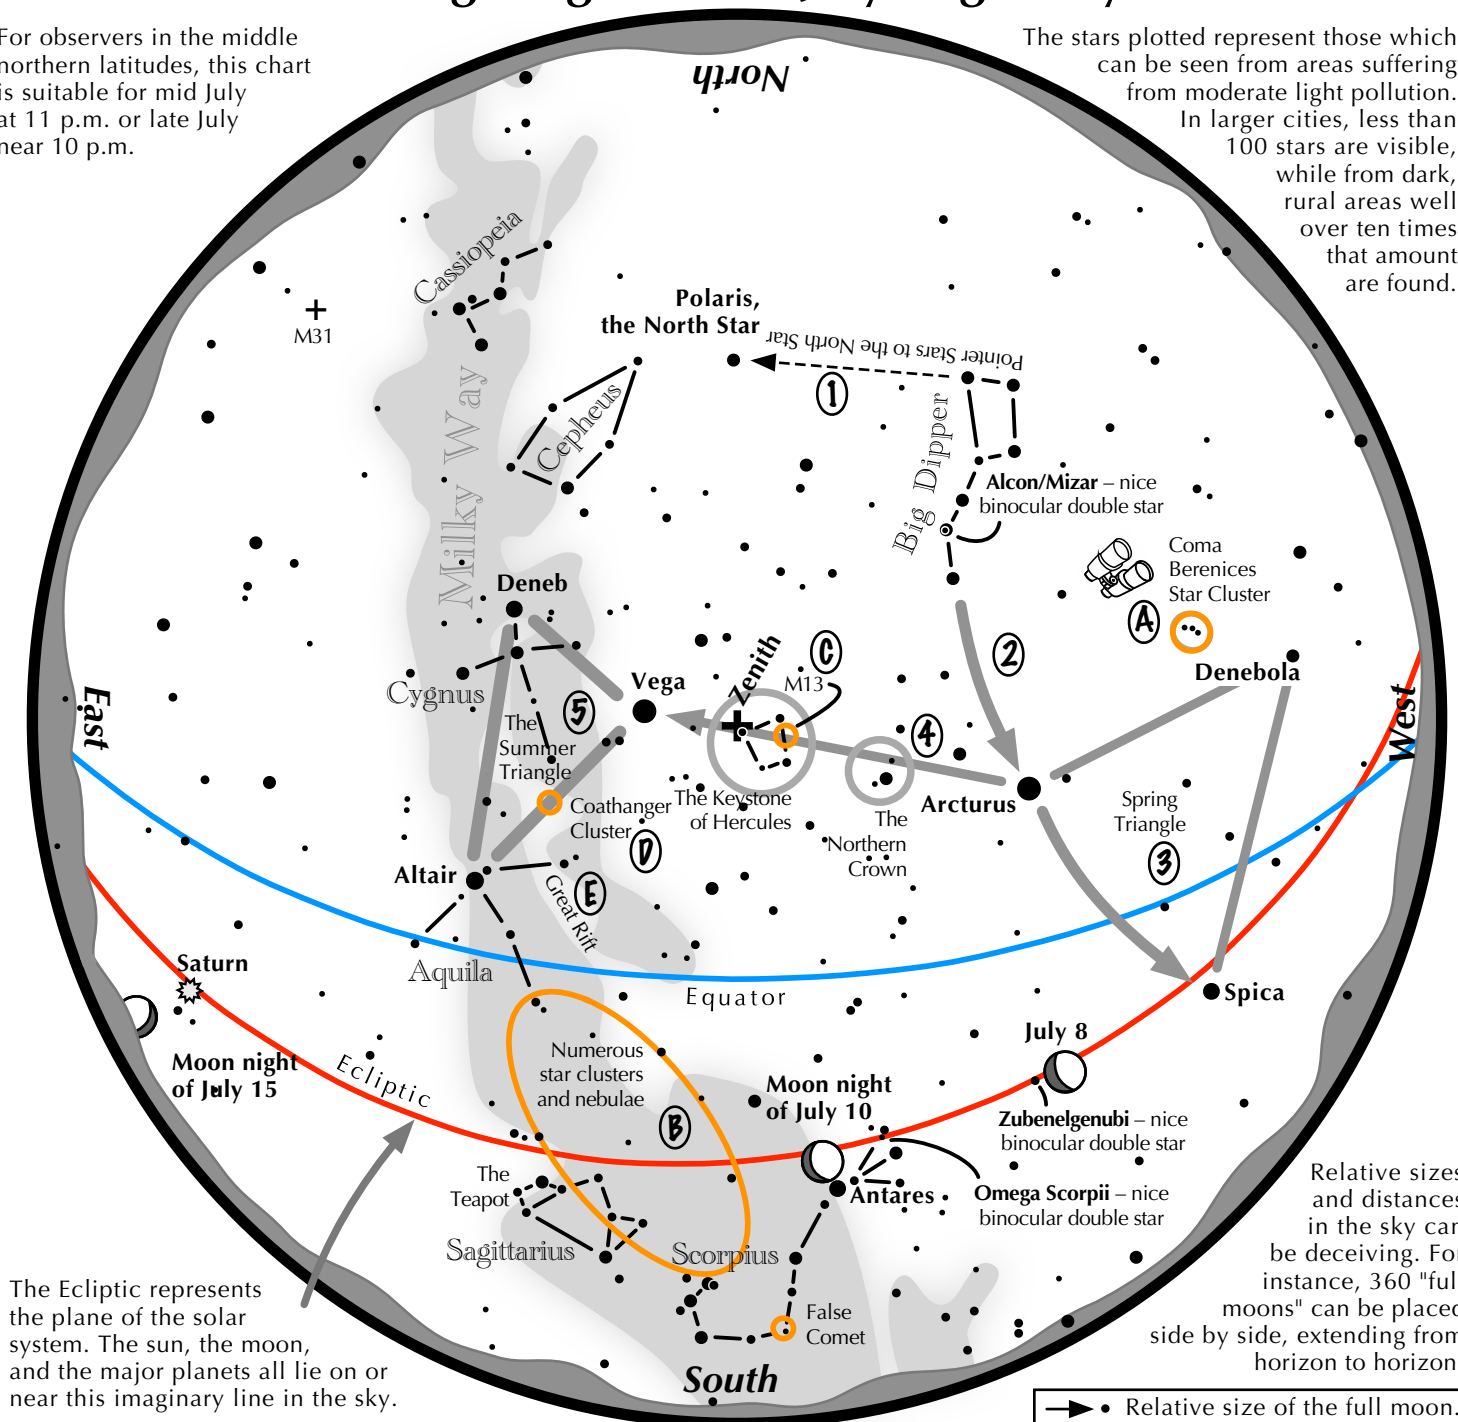 For observers in the middle
northern latitudes, this chart
is suitable for mid July
at 11 p.m. or late July
near 10 p.m.
The stars plotted represent those which
can be seen from areas suffering
from moderate light pollution.
In larger cities, less than
100 stars are visible,
while from dark,
rural areas well
over ten times
that amount
are found.
North
Cassiopeia
M31
Polaris,
the North Star
Pointer Stars to the North Star
1
Milky Way
Cepheus
Big Dipper
Alcon/Mizar – nice
binocular double star
Coma
Berenices
Star Cluster
A
Deneb
2
Denebola
Zenith
C
M13
Vega
Cygnus
5
The
Summer
Triangle
4
East
West
Coathanger
Cluster
D
The Keystone
of Hercules
The
Northern
Crown
Arcturus
Spring
Triangle
3
Altair
E
Great Rift
Aquila
Saturn
Equator
Spica
Moon night
of July 15
Ecliptic
Numerous
star clusters
and nebulae
B
Moon night
of July 10
July 8
Zubenelgenubi – nice
binocular double star
The
Teapot
Antares
Omega Scorpii – nice
binocular double star
Sagittarius
Scorpius
False
Comet
South
The Ecliptic represents
the plane of the solar
system. The sun, the moon,
and the major planets all lie on or
near this imaginary line in the sky.
Relative sizes
and distances
in the sky can
be deceiving. For
instance, 360 "full
moons" can be placed
side by side, extending from
horizon to horizon
Relative size of the full moon.